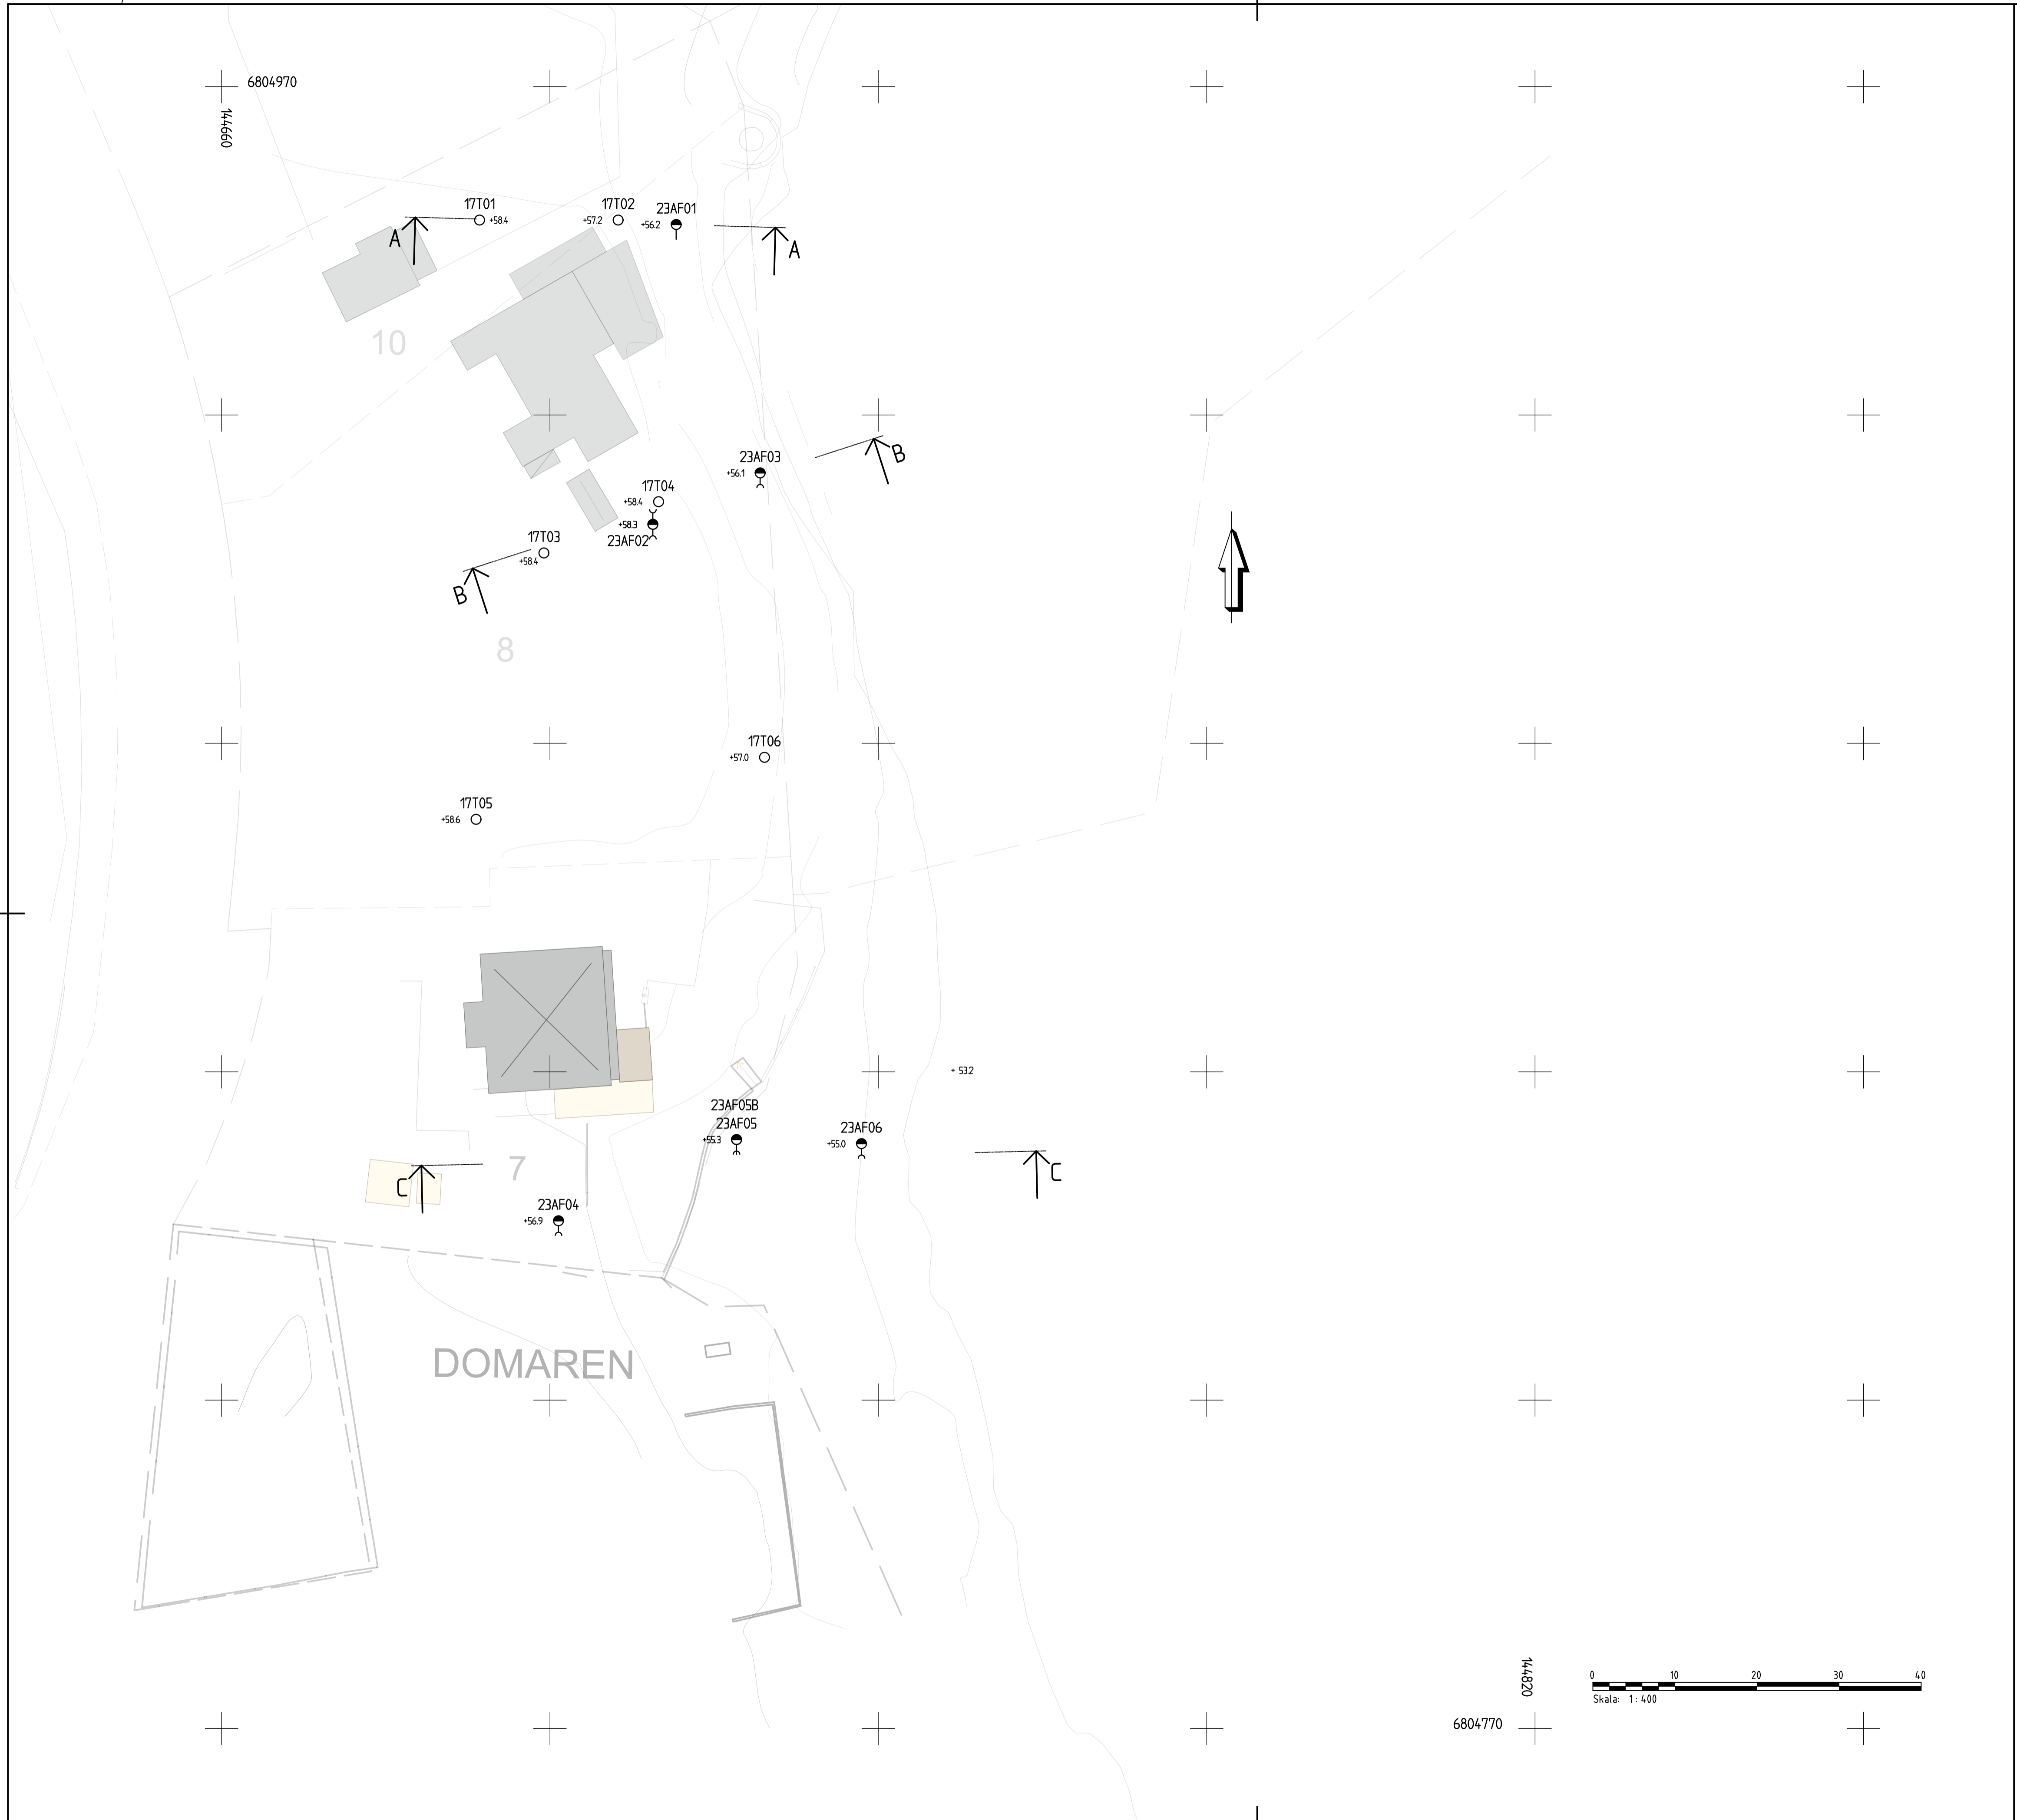 6804970
144660
17T01
+58.4
17T02
+57.2
23AF01
+56.2
A
A
10
B
23AF03
+56.1
17T04
+58.4
+58.3
23AF02
17T03
+58.4
B
8
17T06
+57.0
17T05
+58.6
+ 53.2
23AF05B
23AF05
+55.3
23AF06
+55.0
C
C
7
23AF04
+56.9
DOMAREN
144820
0 10 20 30 40
Skala: 1 : 400
6804770